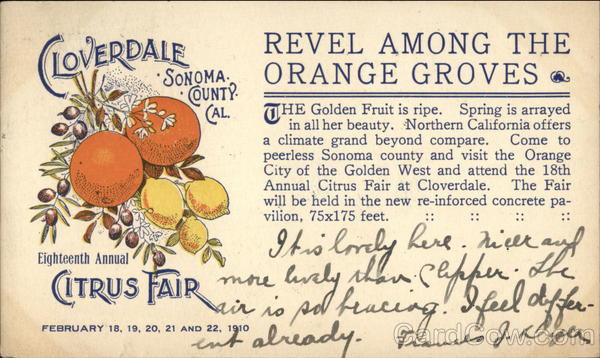 CLOVERDALE
SONOMA
COUNTY.
CAL.
Eighteenth Annual
CITRUS FAIR
FEBRUARY 18, 19, 20, 21 AND 22, 1910
REVEL AMONG THE
ORANGE GROVES
THE Golden Fruit is ripe. Spring is arrayed
in all her beauty. Northern California offers
a climate grand beyond compare. Come to
peerless Sonoma county and visit the Orange
City of the Golden West and attend the 18th
Annual Citrus Fair at Cloverdale. The Fair
will be held in the new re-inforced concrete pa-
vilion, 75x175 feet. :: :: :: ::
It is lovely here. Nicer and
more lively than Clipper. The
air is so bracing. I feel differ-
ent already. Frances
CardCow.com